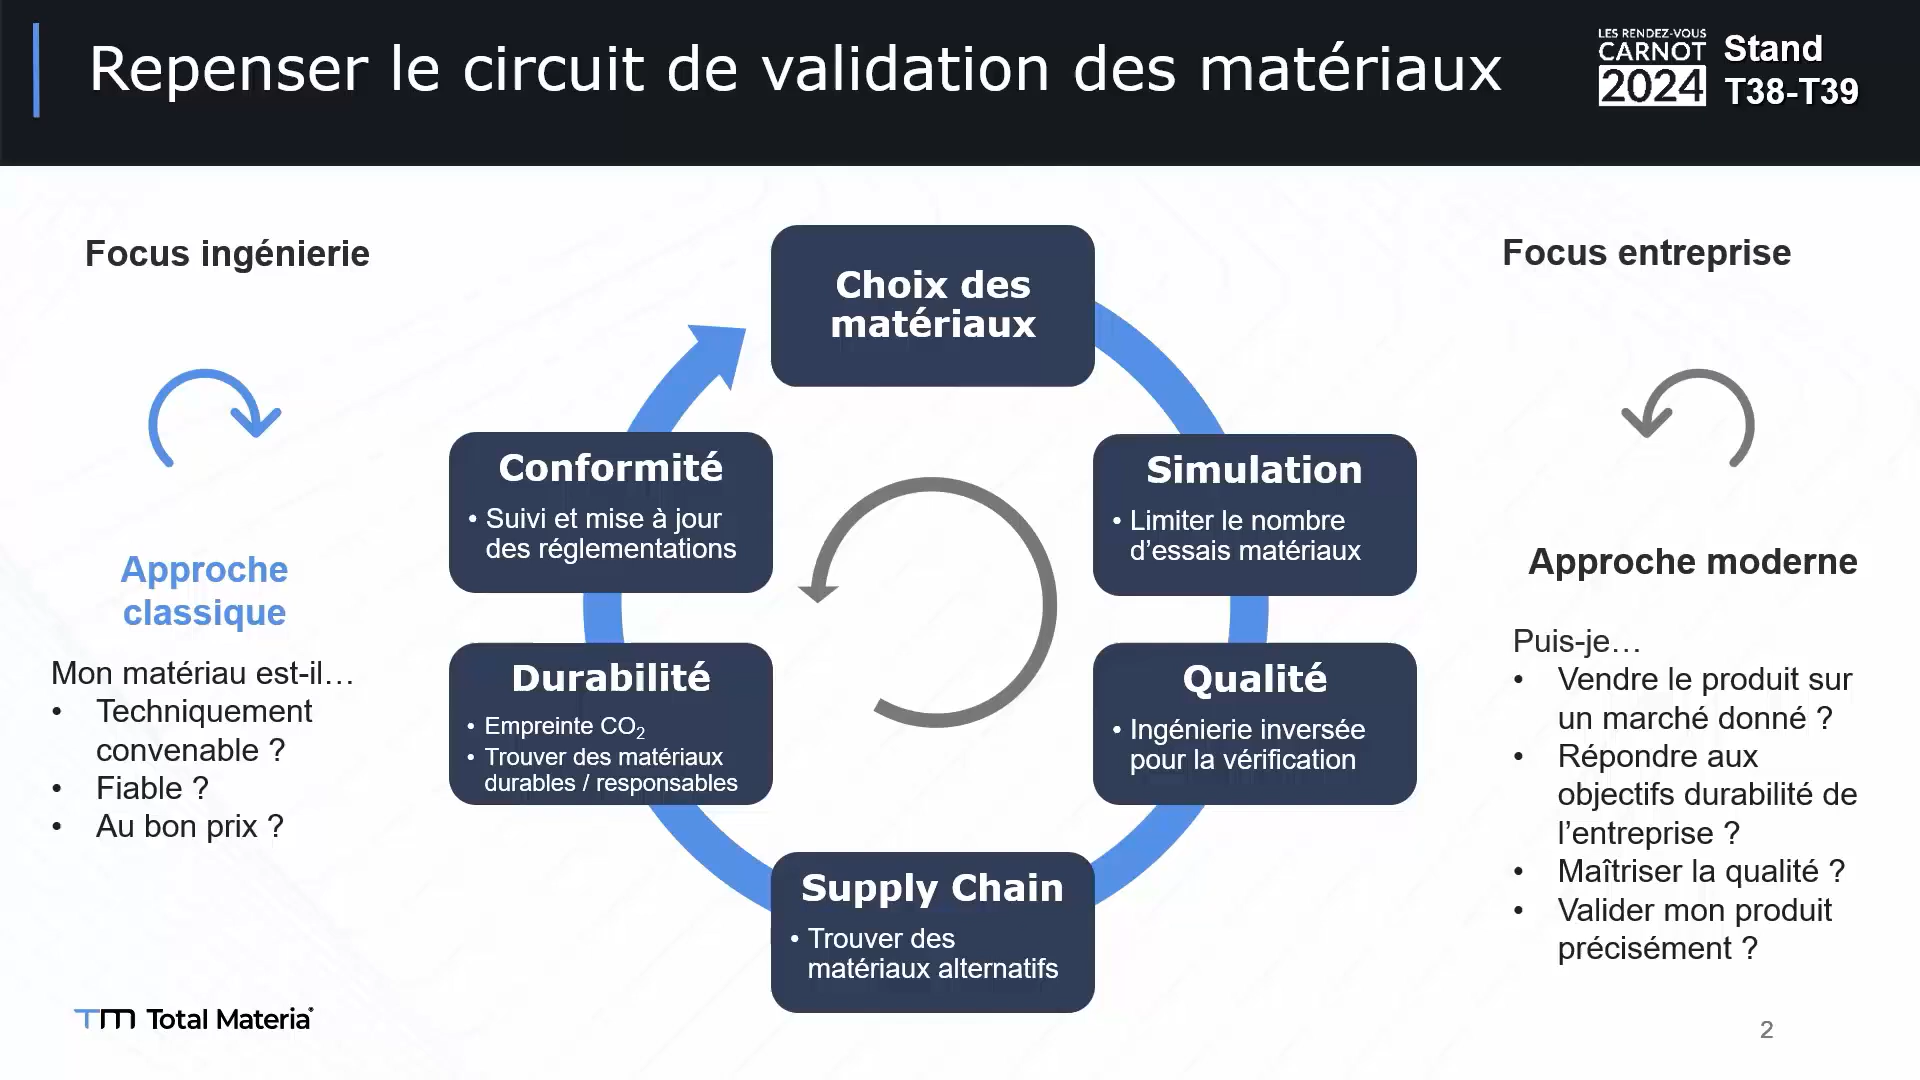 Repenser le circuit de validation des matériaux
LES RENDEZ-VOUS
CARNOT
2024
Stand
T38-T39
Focus ingénierie
Approche
classique
Mon matériau est-il…
• Techniquement
convenable ?
• Fiable ?
• Au bon prix ?
Choix des
matériaux
Simulation
• Limiter le nombre
d’essais matériaux
Qualité
• Ingénierie inversée
pour la vérification
Supply Chain
• Trouver des
matériaux alternatifs
Durabilité
• Empreinte CO₂
• Trouver des matériaux
durables / responsables
Conformité
• Suivi et mise à jour
des réglementations
Focus entreprise
Approche moderne
Puis-je…
• Vendre le produit sur
un marché donné ?
• Répondre aux
objectifs durabilité de
l’entreprise ?
• Maîtriser la qualité ?
• Valider mon produit
précisément ?
TM Total Materia®
2